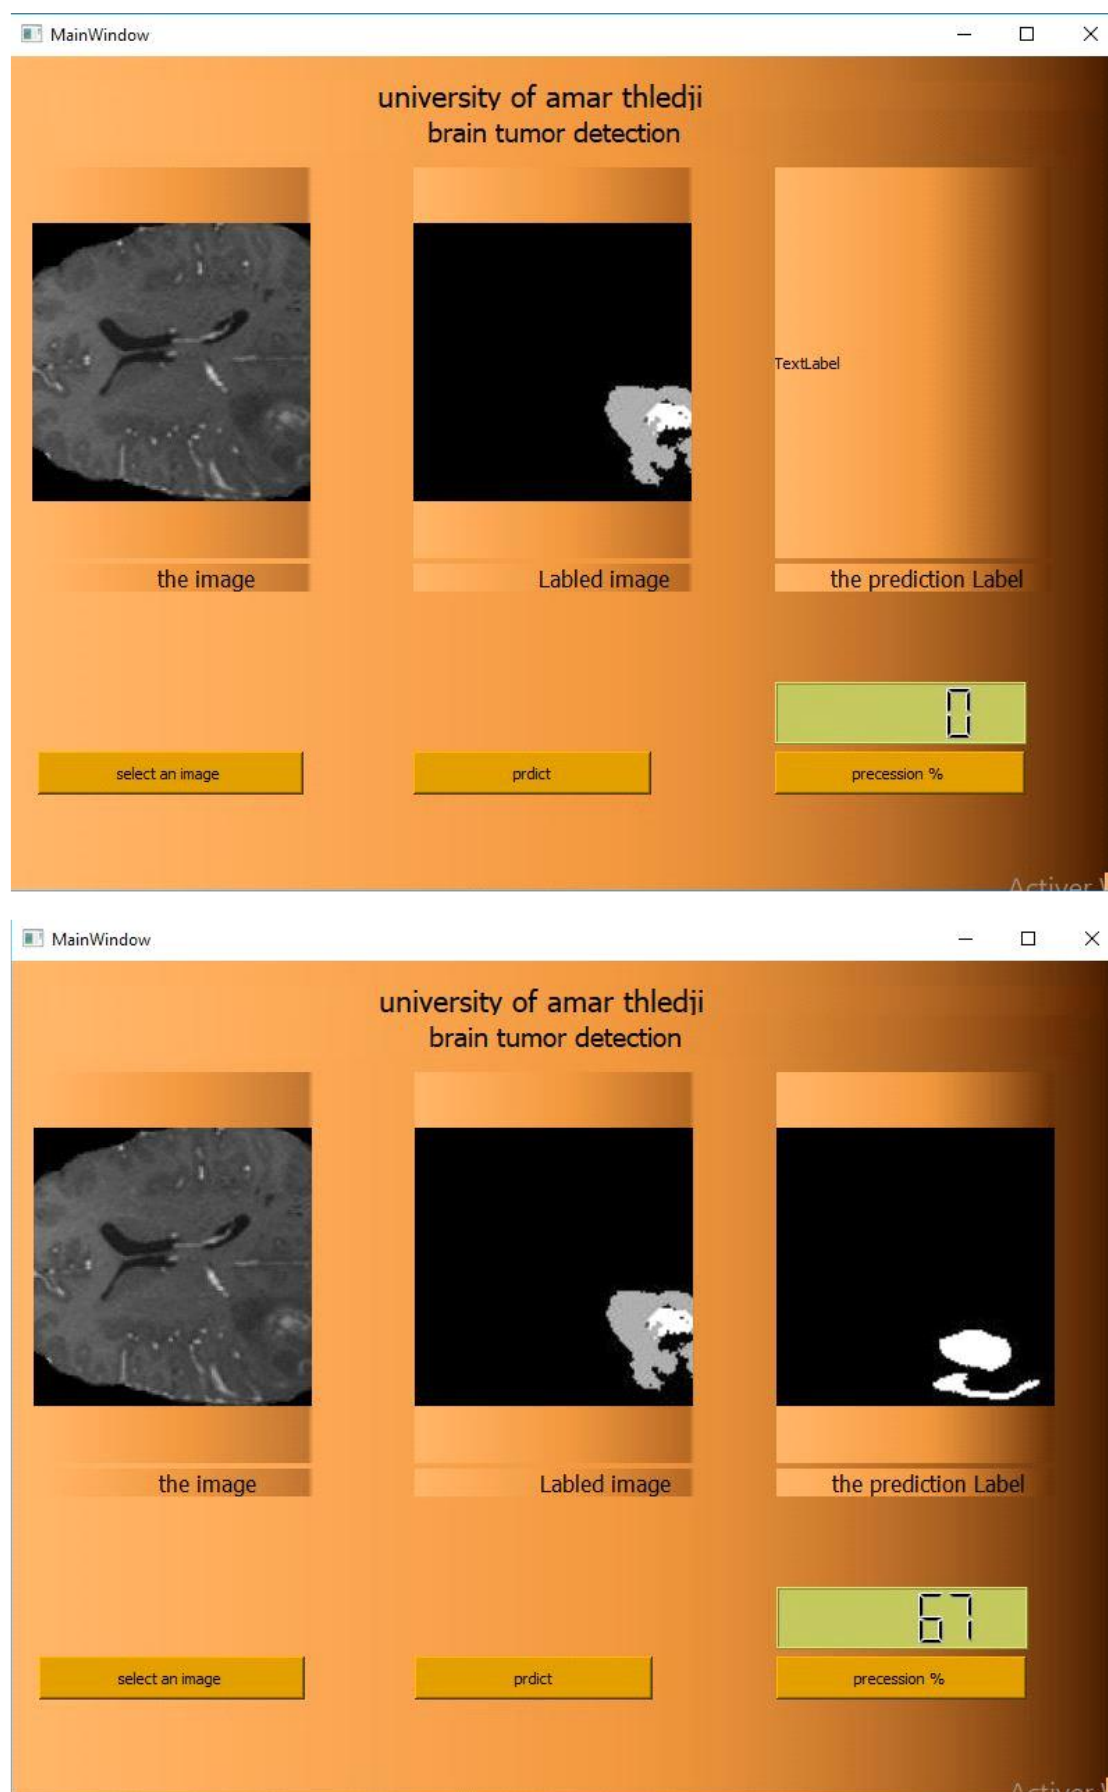 MainWindow
university of amar thledji
brain tumor detection
TextLabel
the image
Labled image
the prediction Label
0
select an image
prdict
precession %
Activer
MainWindow
university of amar thledji
brain tumor detection
the image
Labled image
the prediction Label
67
select an image
prdict
precession %
Activer